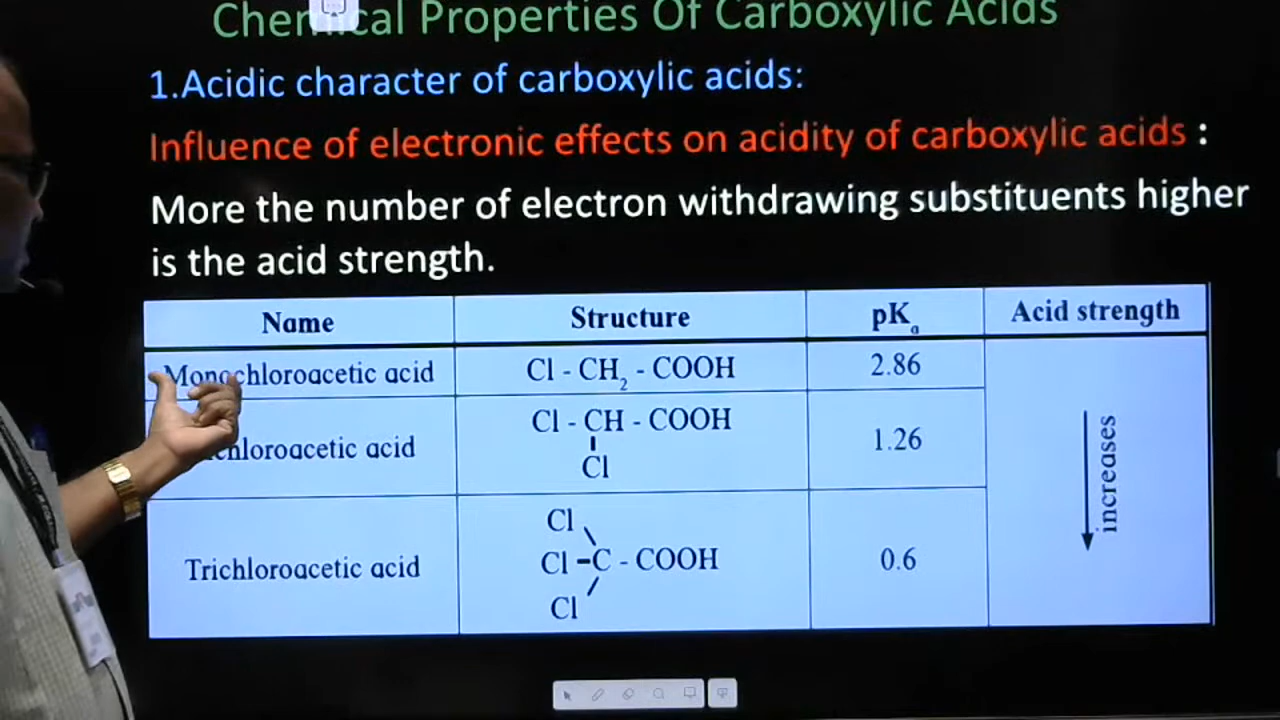 Chemical Properties Of Carboxylic Acids
1.Acidic character of carboxylic acids:
Influence of electronic effects on acidity of carboxylic acids :
More the number of electron withdrawing substituents higher
is the acid strength.
Name Structure pKa Acid strength
Monochloroacetic acid Cl - CH2 - COOH 2.86
Cl - CH - COOH
chloroacetic acid 1.26
Cl
increases
Cl
Trichloroacetic acid Cl - C - COOH 0.6
Cl